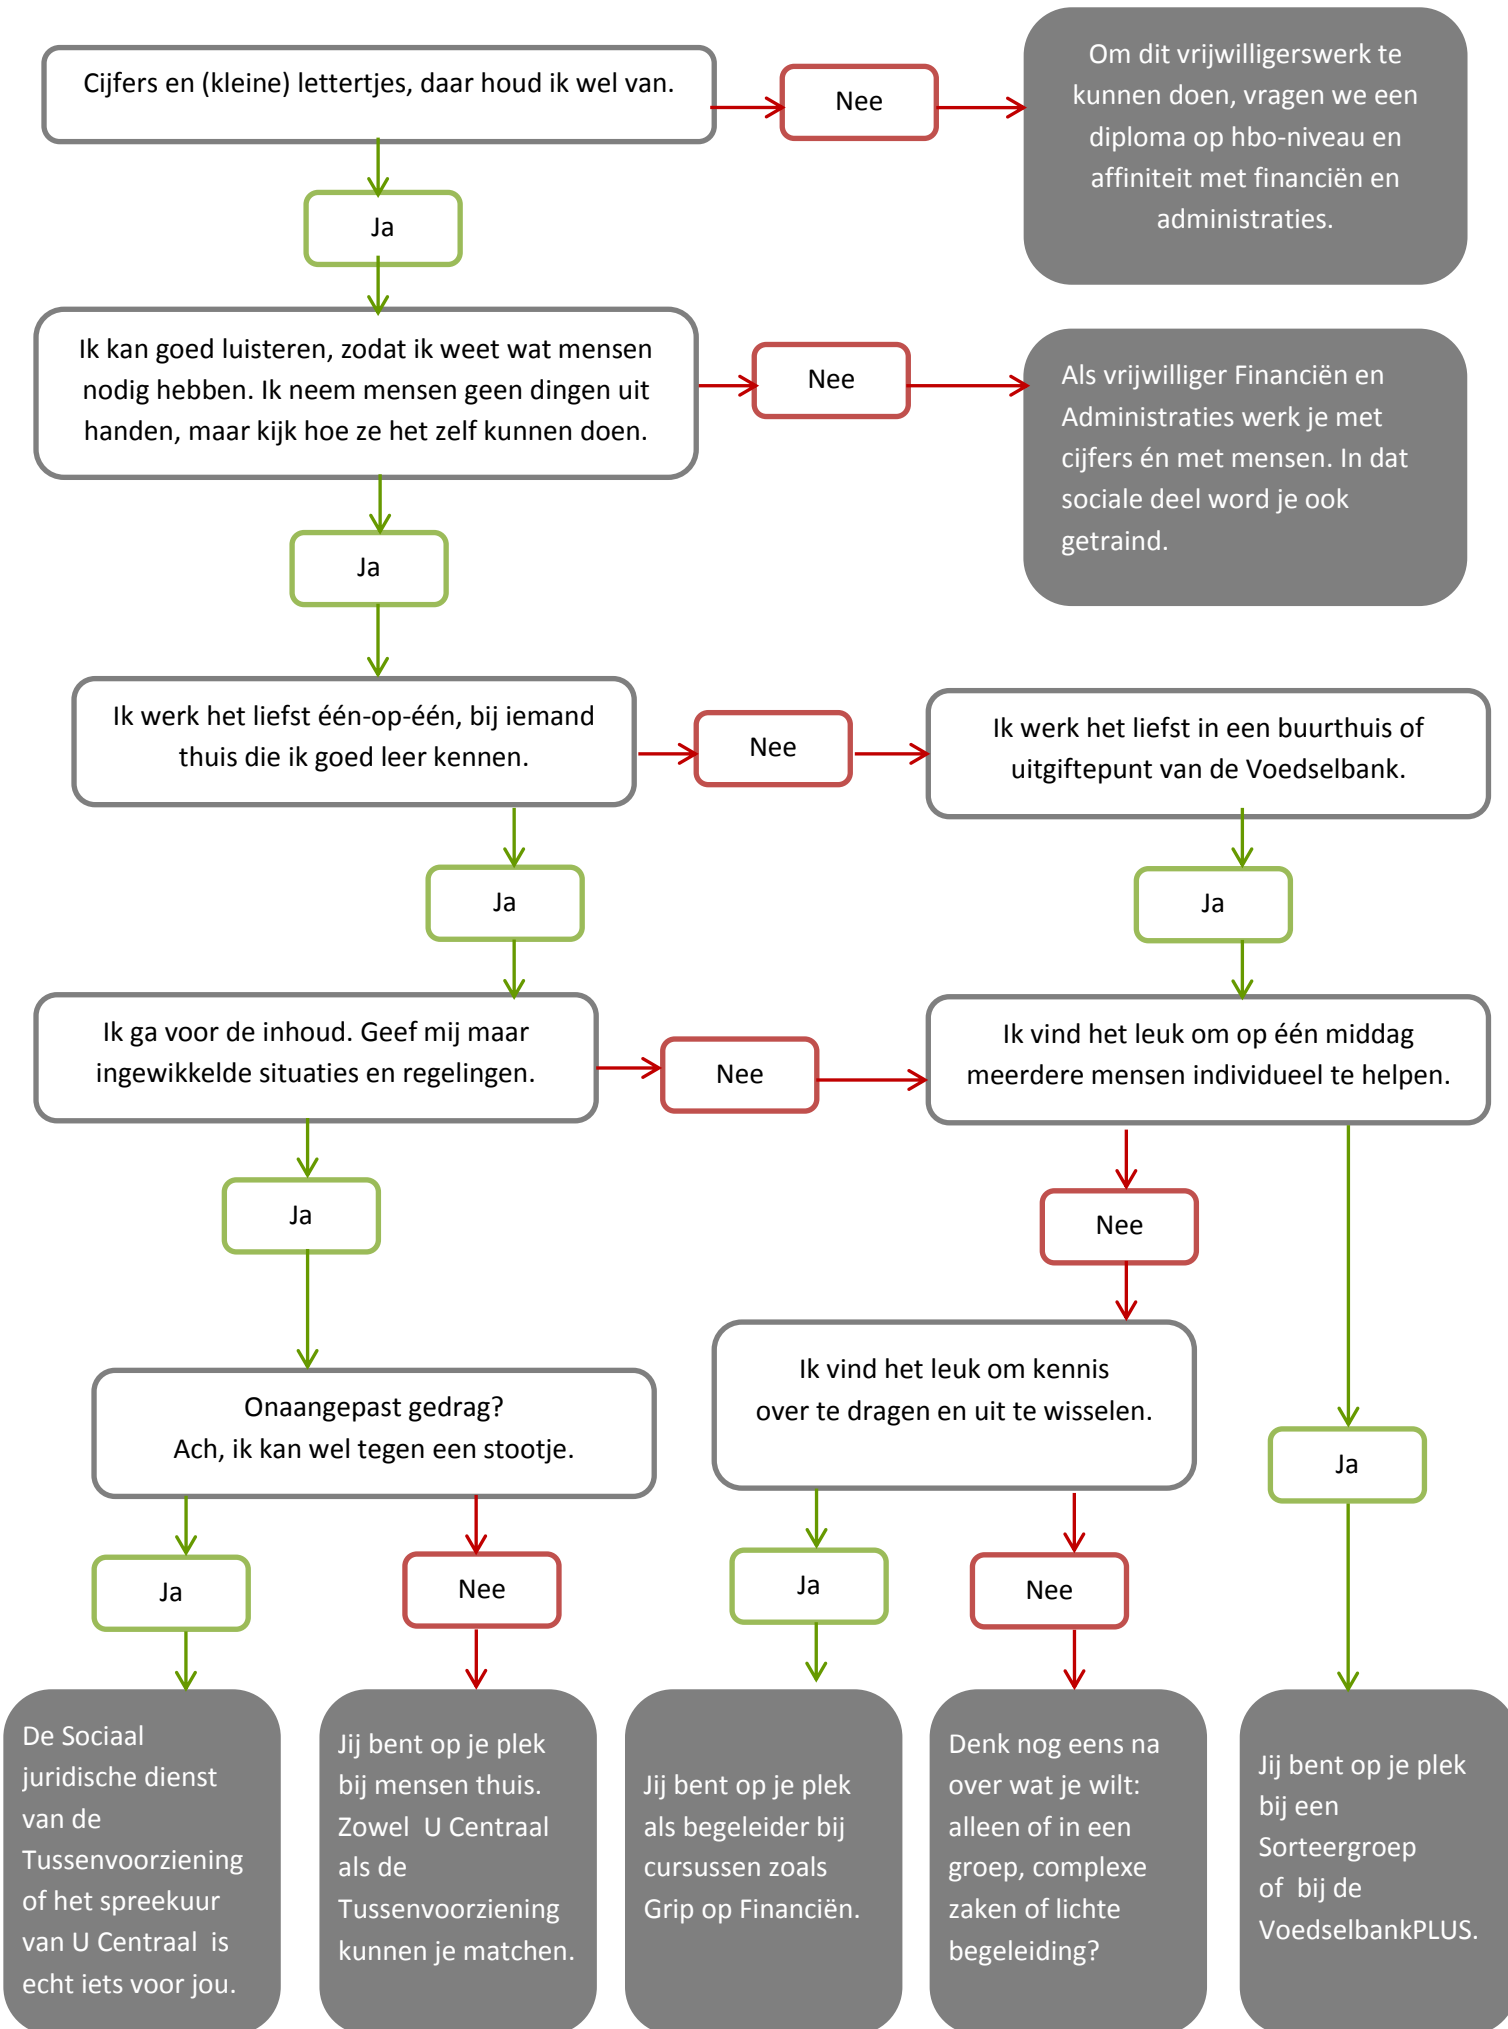 Cijfers en (kleine) lettertjes, daar houd ik wel van.
Nee
Om dit vrijwilligerswerk te
kunnen doen, vragen we een
diploma op hbo-niveau en
affiniteit met financiën en
administraties.
Ja
Ik kan goed luisteren, zodat ik weet wat mensen
nodig hebben. Ik neem mensen geen dingen uit
handen, maar kijk hoe ze het zelf kunnen doen.
Nee
Als vrijwilliger Financiën en
Administraties werk je met
cijfers én met mensen. In dat
sociale deel word je ook
getraind.
Ja
Ik werk het liefst één-op-één, bij iemand
thuis die ik goed leer kennen.
Nee
Ik werk het liefst in een buurthuis of
uitgiftepunt van de Voedselbank.
Ja
Ja
Ik ga voor de inhoud. Geef mij maar
ingewikkelde situaties en regelingen.
Nee
Ik vind het leuk om op één middag
meerdere mensen individueel te helpen.
Ja
Nee
Onaangepast gedrag?
Ach, ik kan wel tegen een stootje.
Ik vind het leuk om kennis
over te dragen en uit te wisselen.
Ja
Ja
Nee
Ja
Nee
De Sociaal
juridische dienst
van de
Tussenvoorziening
of het spreekuur
van U Centraal  is
echt iets voor jou.
Jij bent op je plek
bij mensen thuis.
Zowel  U Centraal
als de
Tussenvoorziening
kunnen je matchen.
Jij bent op je plek
als begeleider bij
cursussen zoals
Grip op Financiën.
Denk nog eens na
over wat je wilt:
alleen of in een
groep, complexe
zaken of lichte
begeleiding?
Jij bent op je plek
bij een
Sorteergroep
of  bij de
VoedselbankPLUS.